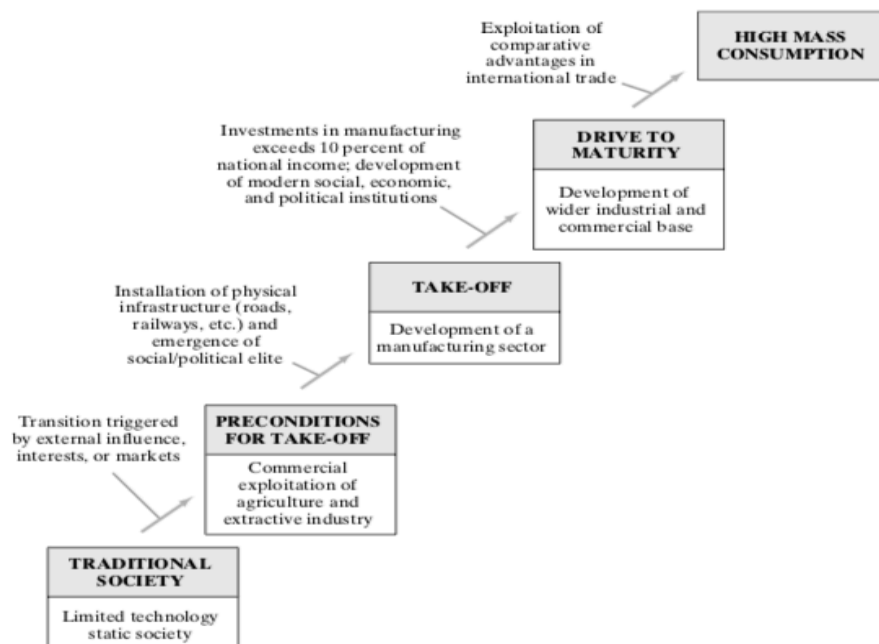 Exploitation of
comparative
advantages in
international trade
HIGH MASS
CONSUMPTION
Investments in manufacturing
exceeds 10 percent of
national income; development
of modern social, economic,
and political institutions
DRIVE TO
MATURITY
Development of
wider industrial and
commercial base
Installation of physical
infrastructure (roads,
railways, etc.) and
emergence of
social/political elite
TAKE-OFF
Development of a
manufacturing sector
Transition triggered
by external influence,
interests, or markets
PRECONDITIONS
FOR TAKE-OFF
Commercial
exploitation of
agriculture and
extractive industry
TRADITIONAL
SOCIETY
Limited technology
static society